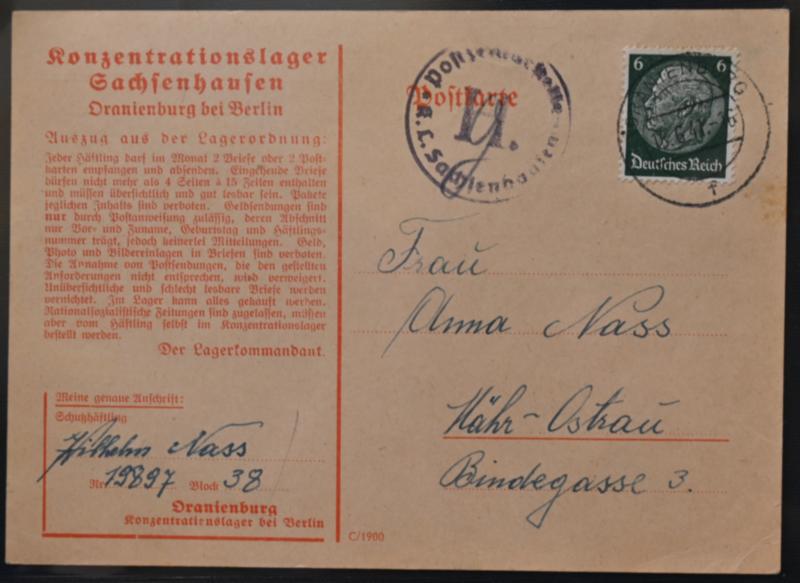 Konzentrationslager
Sachsenhausen
Oranienburg bei Berlin
Auszug aus der Lagerordnung:
Jeder Häftling darf im Monat 2 Briefe oder 2 Post-
karten empfangen und absenden. Eingehende Briefe
dürfen nicht mehr als 4 Seiten à 15 Zeilen enthalten
und müssen übersichtlich und gut lesbar sein. Pakete
jeglichen Inhalts sind verboten. Geldsendungen sind
nur durch Postanweisung zulässig, deren Abschnitt
nur Vor- und Zuname, Geburtstag und Häftlings-
nummer trägt, jedoch keinerlei Mitteilungen. Geld,
Photo und Bildereinlagen in Briefen sind verboten.
Die Annahme von Postsendungen, die den gestellten
Anforderungen nicht entsprechen, wird verweigert.
Unübersichtliche und schlecht lesbare Briefe werden
vernichtet. Im Lager kann alles gekauft werden.
Nationalsozialistische Zeitungen sind zugelassen, müssen
aber vom Häftling selbst im Konzentrationslager
bestellt werden.
Der Lagerkommandant.
Meine genaue Anschrift:
Schutzhäftling
Wilhelm Nass
Nr. 19897 Block 38
Oranienburg
Konzentrationslager bei Berlin
Postkarte
Postzensurstelle
K.L. Sachsenhausen
6 6
Deutsches Reich
Frau
Anna Nass
Mähr-Ostrau
Bindegasse 3.
C/1900